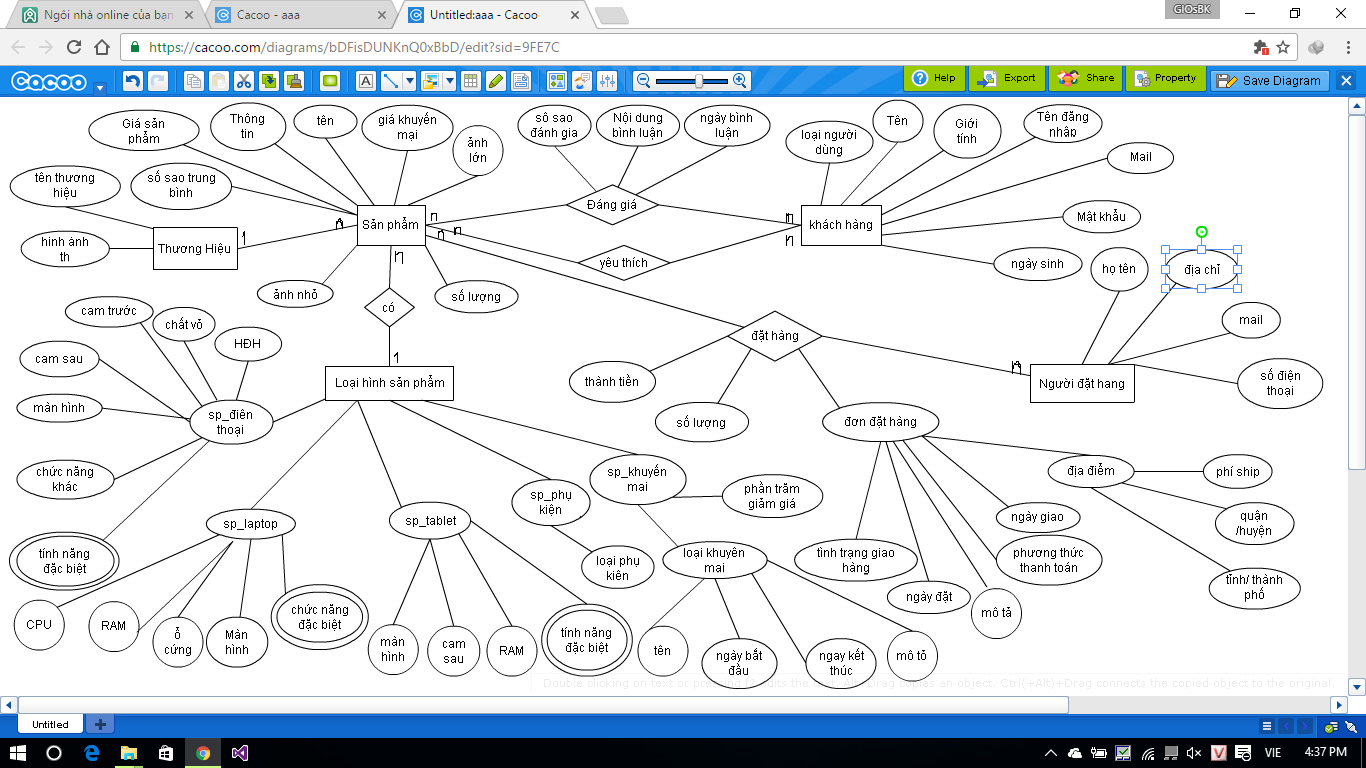 Ngôi nhà online của bạn
Cacoo - aaa
Untitled:aaa - Cacoo
GIOsBK
https://cacoo.com/diagrams/bDFisDUNKnQ0xBbD/edit?sid=9FE7C
Cacoo
Help
Export
Share
Property
Save Diagram
Giá sản
phẩm
Thông
tin
tên
giá khuyến
mại
ảnh
lớn
số sao
đánh gia
Nội dung
bình luận
ngày bình
luận
loại người
dùng
Tên
Giới
tính
Tên đăng
nhập
Mail
tên thương
hiệu
số sao trung
bình
Sản phẩm
n
n
Đáng giá
n
khách hàng
Mật khẩu
hình ảnh
th
Thương Hiệu
1
n
n
n
yêu thích
n
ngày sinh
họ tên
địa chỉ
n
ảnh nhỏ
số lượng
có
cam trước
chất vỏ
HĐH
đặt hàng
mail
cam sau
1
Loại hình sản phẩm
thành tiền
n
Người đặt hang
số điện
thoại
màn hình
sp_điên
thoại
số lượng
đơn đặt hàng
chức năng
khác
sp_khuyến
mai
phần trăm
giảm giá
địa điểm
phí ship
sp_laptop
sp_tablet
sp_phụ
kiện
ngày giao
quận
/huyện
tính năng
đặc biệt
loại phụ
kiên
loại khuyên
mai
tình trạng giao
hàng
phương thức
thanh toán
tỉnh/ thành
phố
CPU
RAM
ổ
cứng
Màn
hình
chức năng
đặc biệt
màn
hình
cam
sau
RAM
tính năng
đặc biệt
tên
ngày bắt
đầu
ngay kết
thúc
mô tỏ
ngày đặt
mô tả
Untitled
VIE
4:37 PM